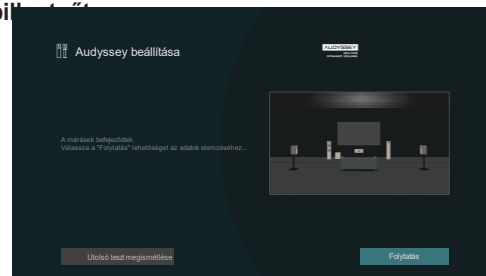 Audyssey beállítása
AUDYSSEY
A mérések befejeződtek.
Válassza a "Folytatás" lehetőséget az adatok elemzéséhez...
Utolsó teszt megismétlése
Folytatás